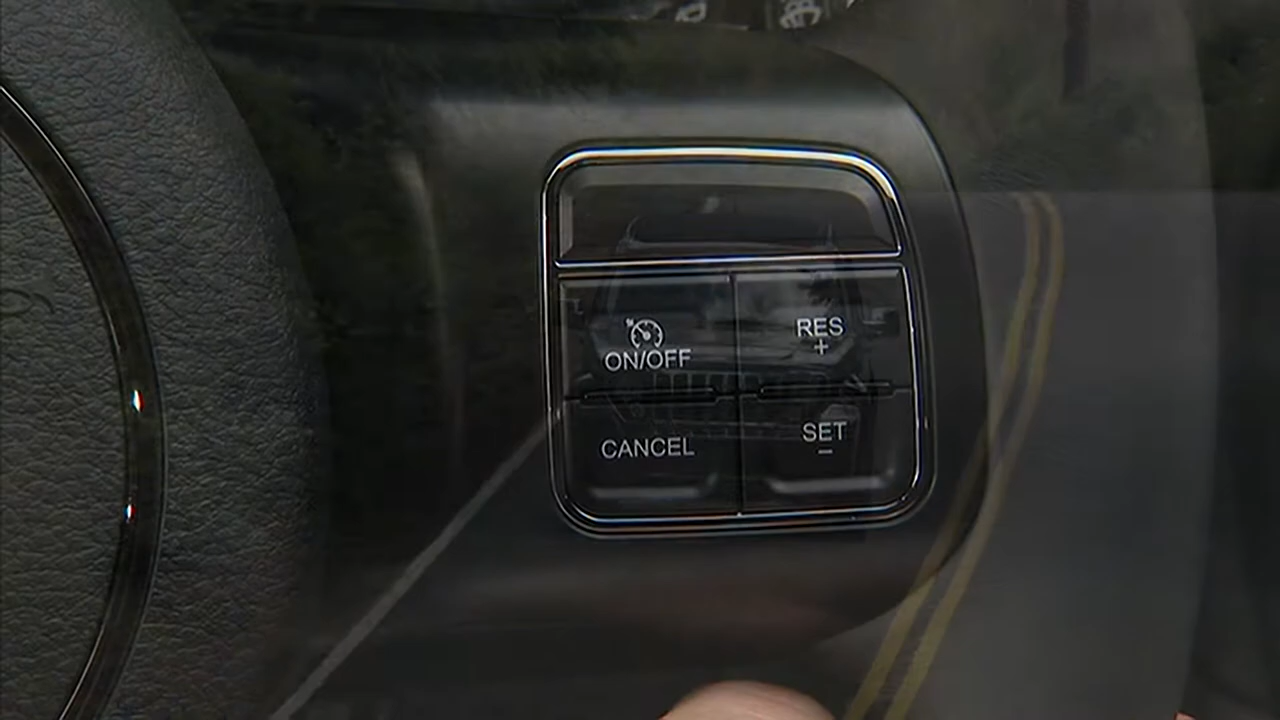 ON/OFF
RES
+
CANCEL
SET
–